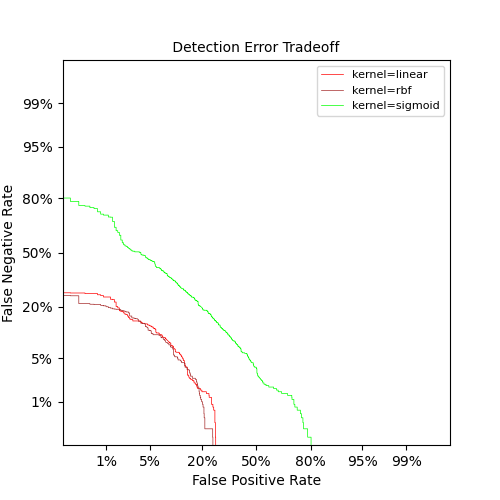 Detection Error Tradeoff
kernel=linear
kernel=rbf
kernel=sigmoid
False Negative Rate
99%
95%
80%
50%
20%
5%
1%
1% 5% 20% 50% 80% 95% 99%
False Positive Rate